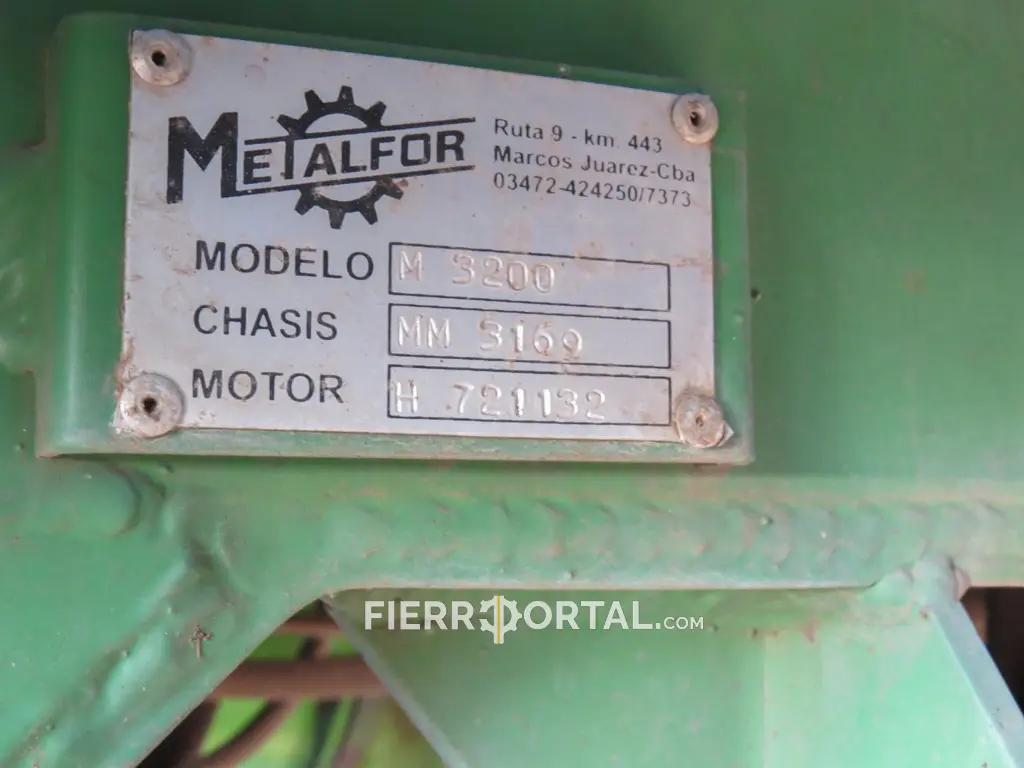 METALFOR
Ruta 9 - km. 443
Marcos Juarez-Cba
03472-424250/7373
MODELO M 3200
CHASIS MM 3169
MOTOR H 721132
FIERROPORTAL.COM